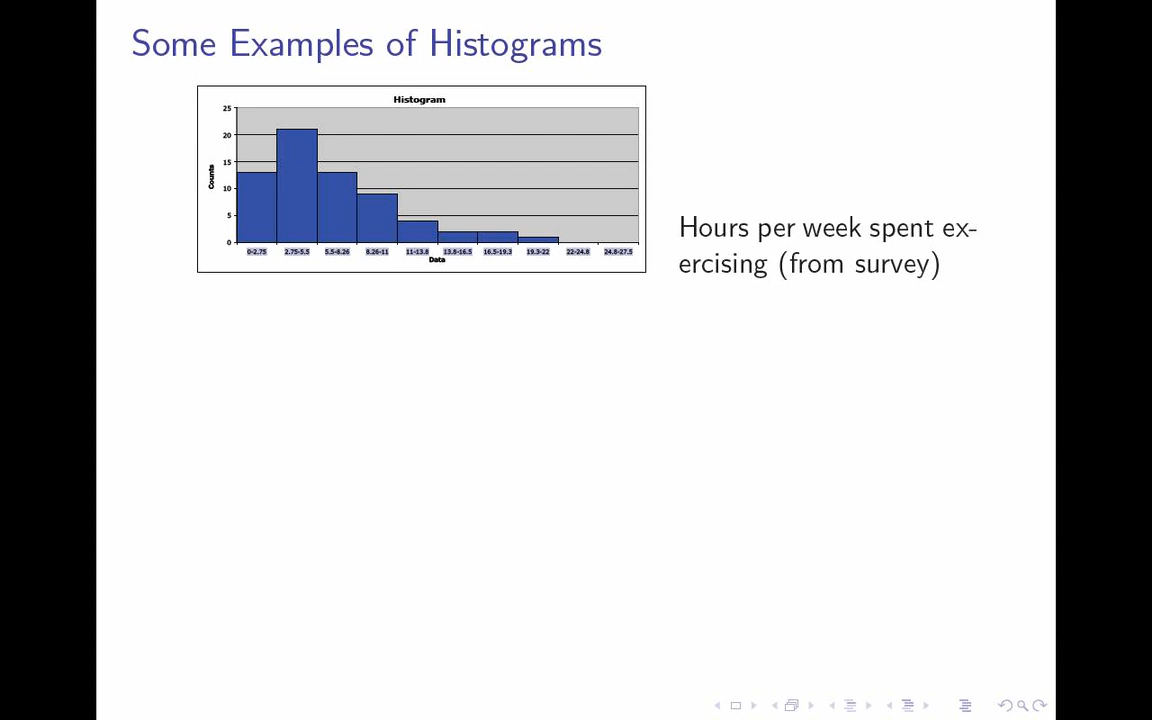 Some Examples of Histograms
Histogram
25
20
15
10
5
0
Counts
0-2.75 2.75-5.5 5.5-8.26 8.26-11 11-13.8 13.8-16.5 16.5-19.3 19.3-22 22-24.8 24.8-27.5
Data
Hours per week spent ex-
ercising (from survey)